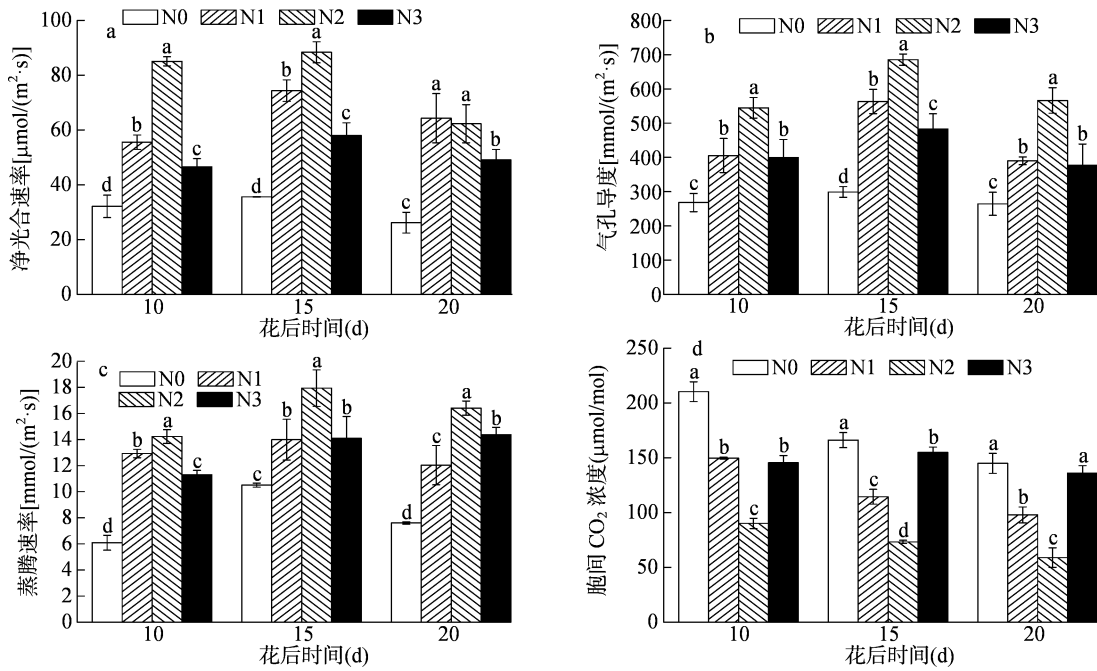 a
N0 N1 N2 N3
净光合速率[μmol/(m²·s)]
100
80
60
40
20
0
d b a c
d b a c
c a a b
10 15 20
花后时间(d)
b
N0 N1 N2 N3
气孔导度[mmol/(m²·s)]
800
700
600
500
400
300
200
100
0
c b a b
d b a c
c b a b
10 15 20
花后时间(d)
c
N0 N1
N2 N3
蒸腾速率[mmol/(m²·s)]
20
18
16
14
12
10
8
6
4
2
0
d b a c
c b a b
d c a b
10 15 20
花后时间(d)
d
N0 N1 N2 N3
胞间 CO₂ 浓度(μmol/mol)
250
200
150
100
50
0
a b c b
a c d b
a b c a
10 15 20
花后时间(d)